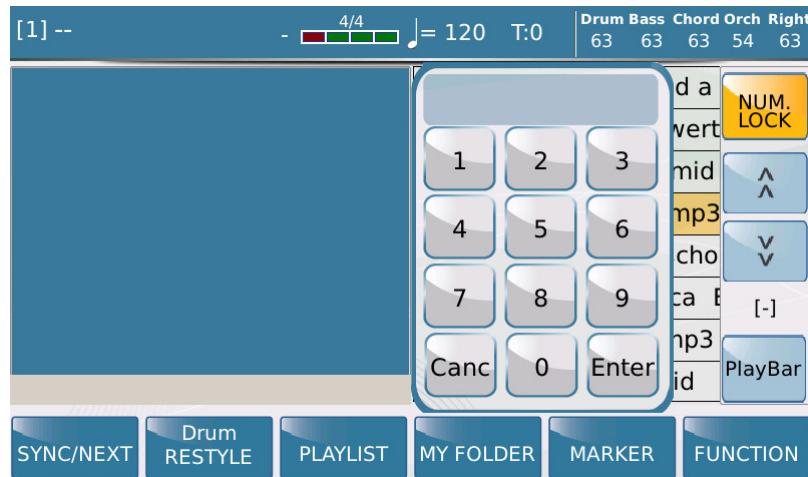 [1] --
- 4/4 = 120 T:0
Drum Bass Chord Orch Right
63 63 63 54 63
1 2 3
4 5 6
7 8 9
Canc 0 Enter
d a
wert
mid
mp3
cho
ca
mp3
id
NUM.
LOCK
[-]
PlayBar
SYNC/NEXT
Drum
RESTYLE
PLAYLIST
MY FOLDER
MARKER
FUNCTION